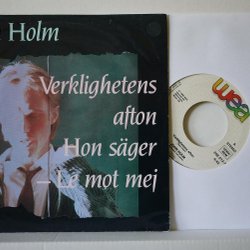 Holm
Verklighetens
afton
Hon säger
– Le mot mej
wea